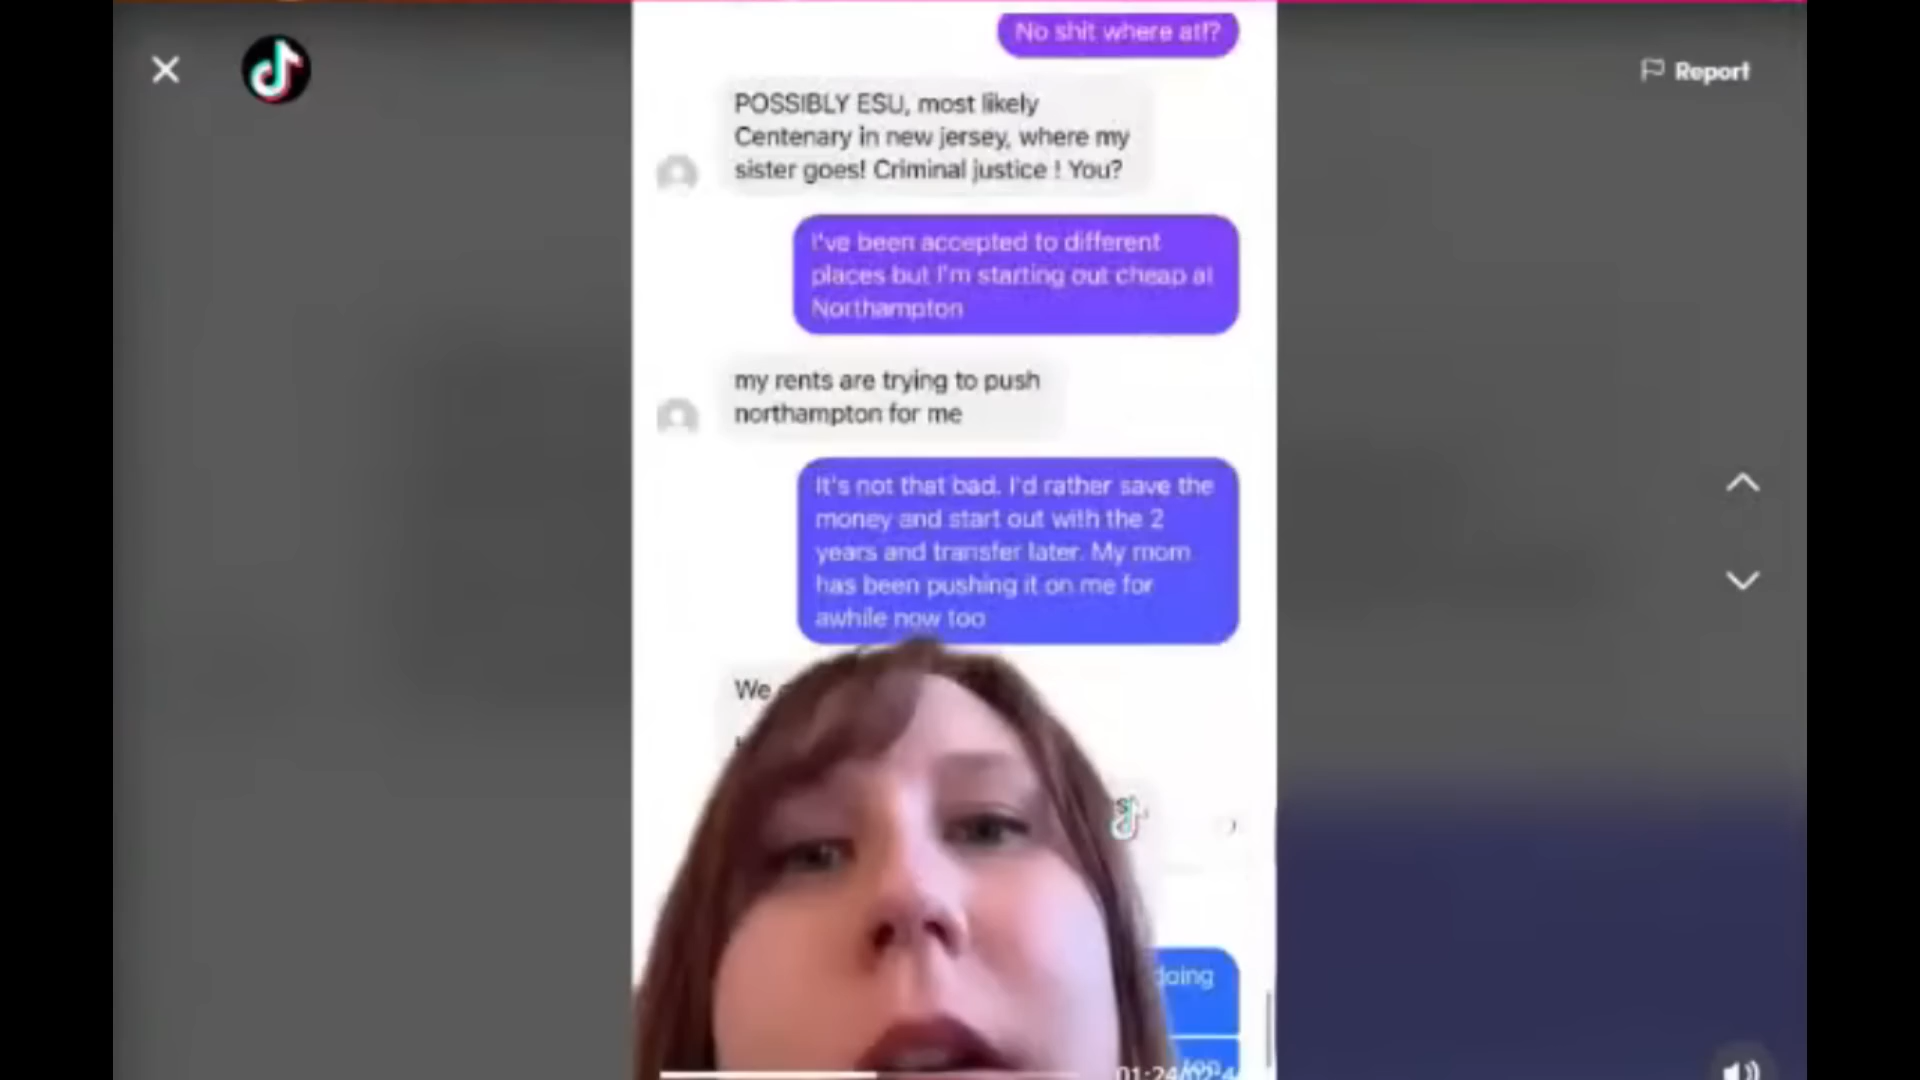 No shit where at!?
Report
POSSIBLY ESU, most likely
Centenary in new jersey, where my
sister goes! Criminal justice ! You?
I've been accepted to different
places but I'm starting out cheap at
Northampton
my rents are trying to push
northampton for me
It's not that bad. I'd rather save the
money and start out with the 2
years and transfer later. My mom
has been pushing it on me for
awhile now too
We
doing